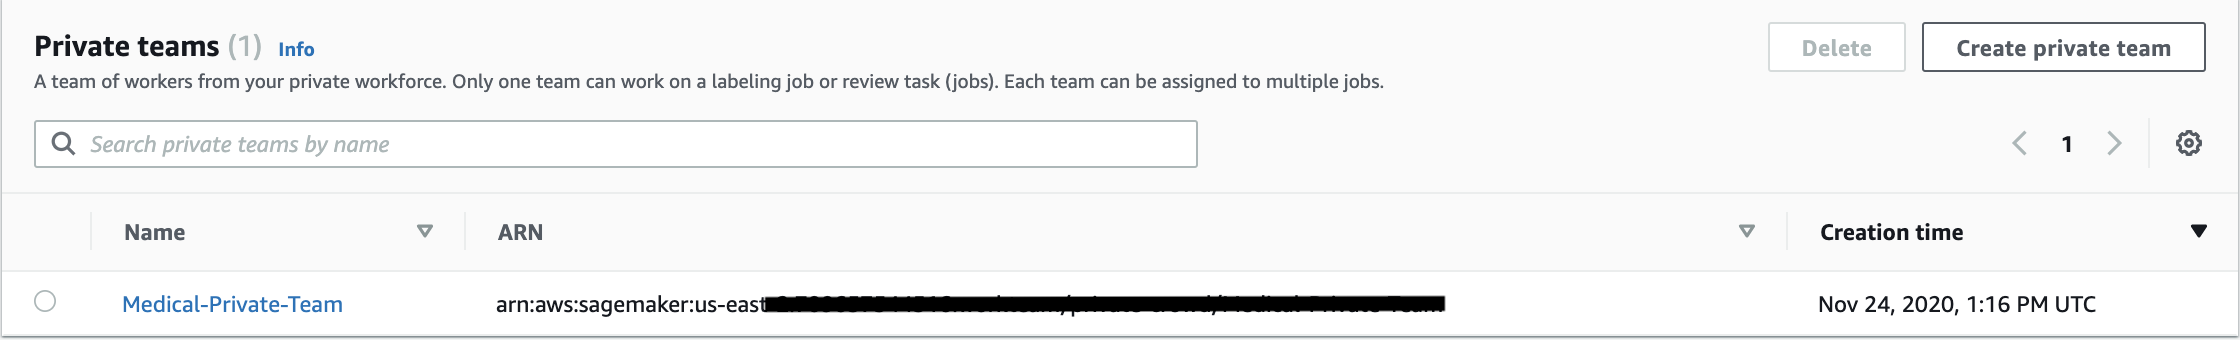 Private teams (1) Info
Delete
Create private team
A team of workers from your private workforce. Only one team can work on a labeling job or review task (jobs). Each team can be assigned to multiple jobs.
Search private teams by name
1
Name
ARN
Creation time
Medical-Private-Team
arn:aws:sagemaker:us-east
Nov 24, 2020, 1:16 PM UTC